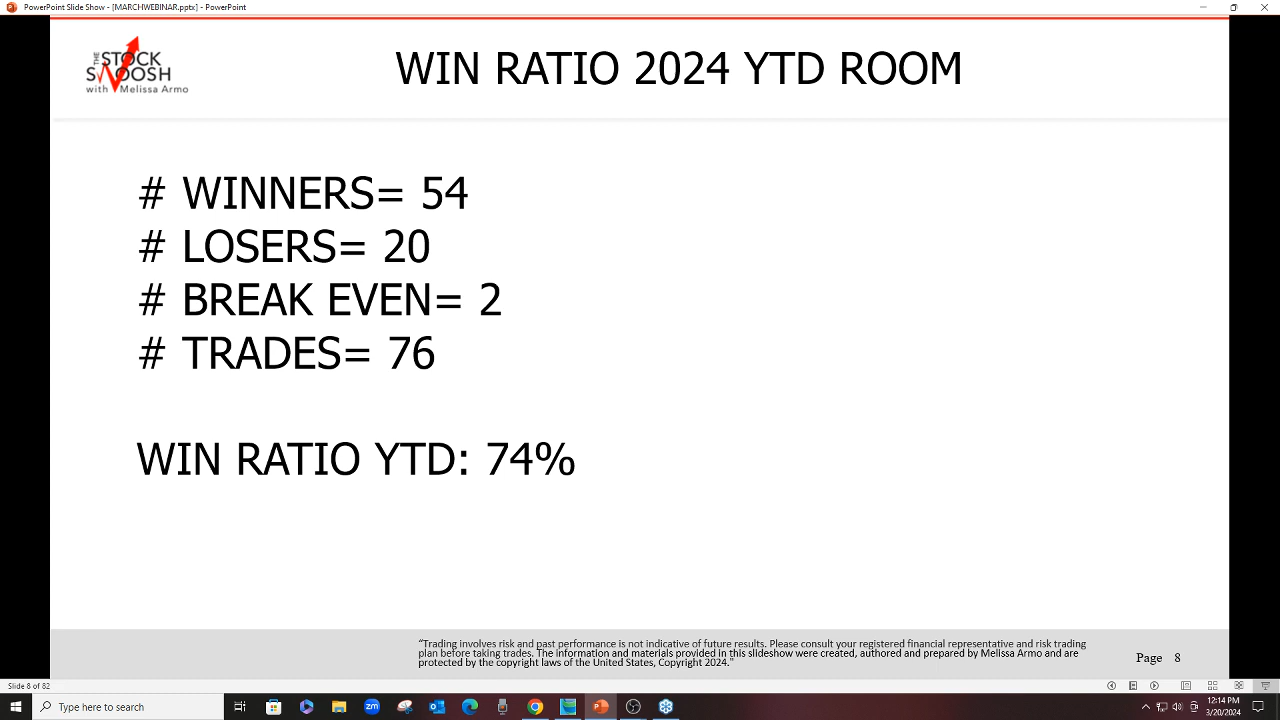 PowerPoint Slide Show - [MARCHWEBINAR.pptx] - PowerPoint
THE
STOCK
SWOOSH
with Melissa Armo
WIN RATIO 2024 YTD ROOM
# WINNERS= 54
# LOSERS= 20
# BREAK EVEN= 2
# TRADES= 76
WIN RATIO YTD: 74%
"Trading involves risk and past performance is not indicative of future results. Please consult your registered financial representative and risk trading
plan before taking trades. The information and materials provided in this slideshow were created, authored and prepared by Melissa Armo and are
protected by the copyright laws of the United States, Copyright 2024."
Page 8
Slide 8 of 82
Type here to search
zm
12:14 PM
3/20/2024